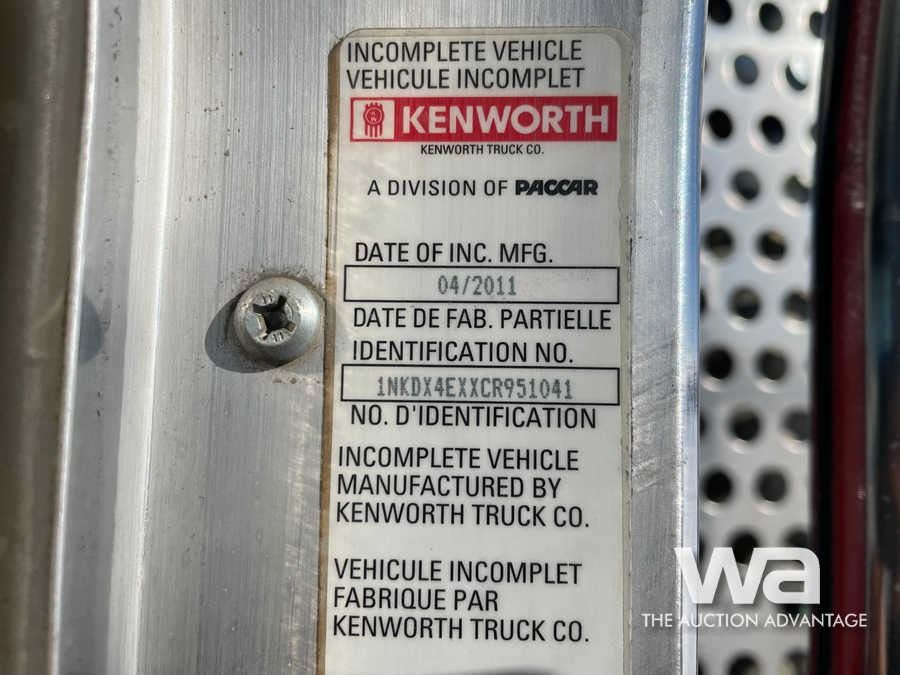 INCOMPLETE VEHICLE
VEHICULE INCOMPLET
KENWORTH
KENWORTH TRUCK CO.
A DIVISION OF PACCAR
DATE OF INC. MFG.
04/2011
DATE DE FAB. PARTIELLE
IDENTIFICATION NO.
1NKDX4EXXCR951041
NO. D'IDENTIFICATION
INCOMPLETE VEHICLE
MANUFACTURED BY
KENWORTH TRUCK CO.
VEHICULE INCOMPLET
FABRIQUE PAR
KENWORTH TRUCK CO.
wa
THE AUCTION ADVANTAGE